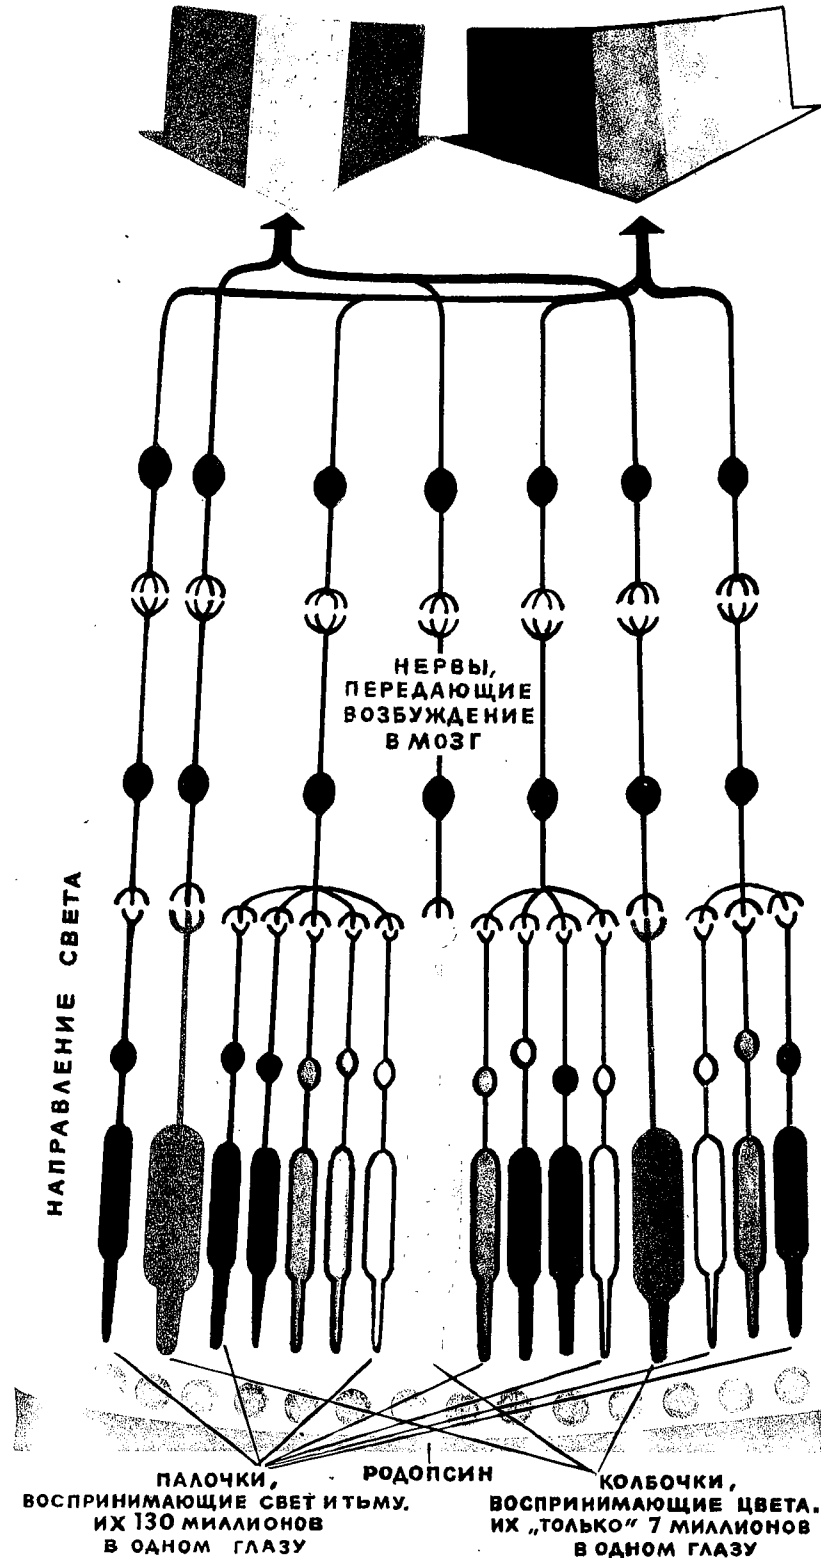 НЕРВЫ,
ПЕРЕДАЮЩИЕ
ВОЗБУЖДЕНИЕ
В МОЗГ
НАПРАВЛЕНИЕ СВЕТА
ПАЛОЧКИ,
ВОСПРИНИМАЮЩИЕ СВЕТ И ТЬМУ.
ИХ 130 МИЛЛИОНОВ
В ОДНОМ ГЛАЗУ
РОДОПСИН
КОЛБОЧКИ,
ВОСПРИНИМАЮЩИЕ ЦВЕТА.
ИХ „ТОЛЬКО" 7 МИЛЛИОНОВ
В ОДНОМ ГЛАЗУ